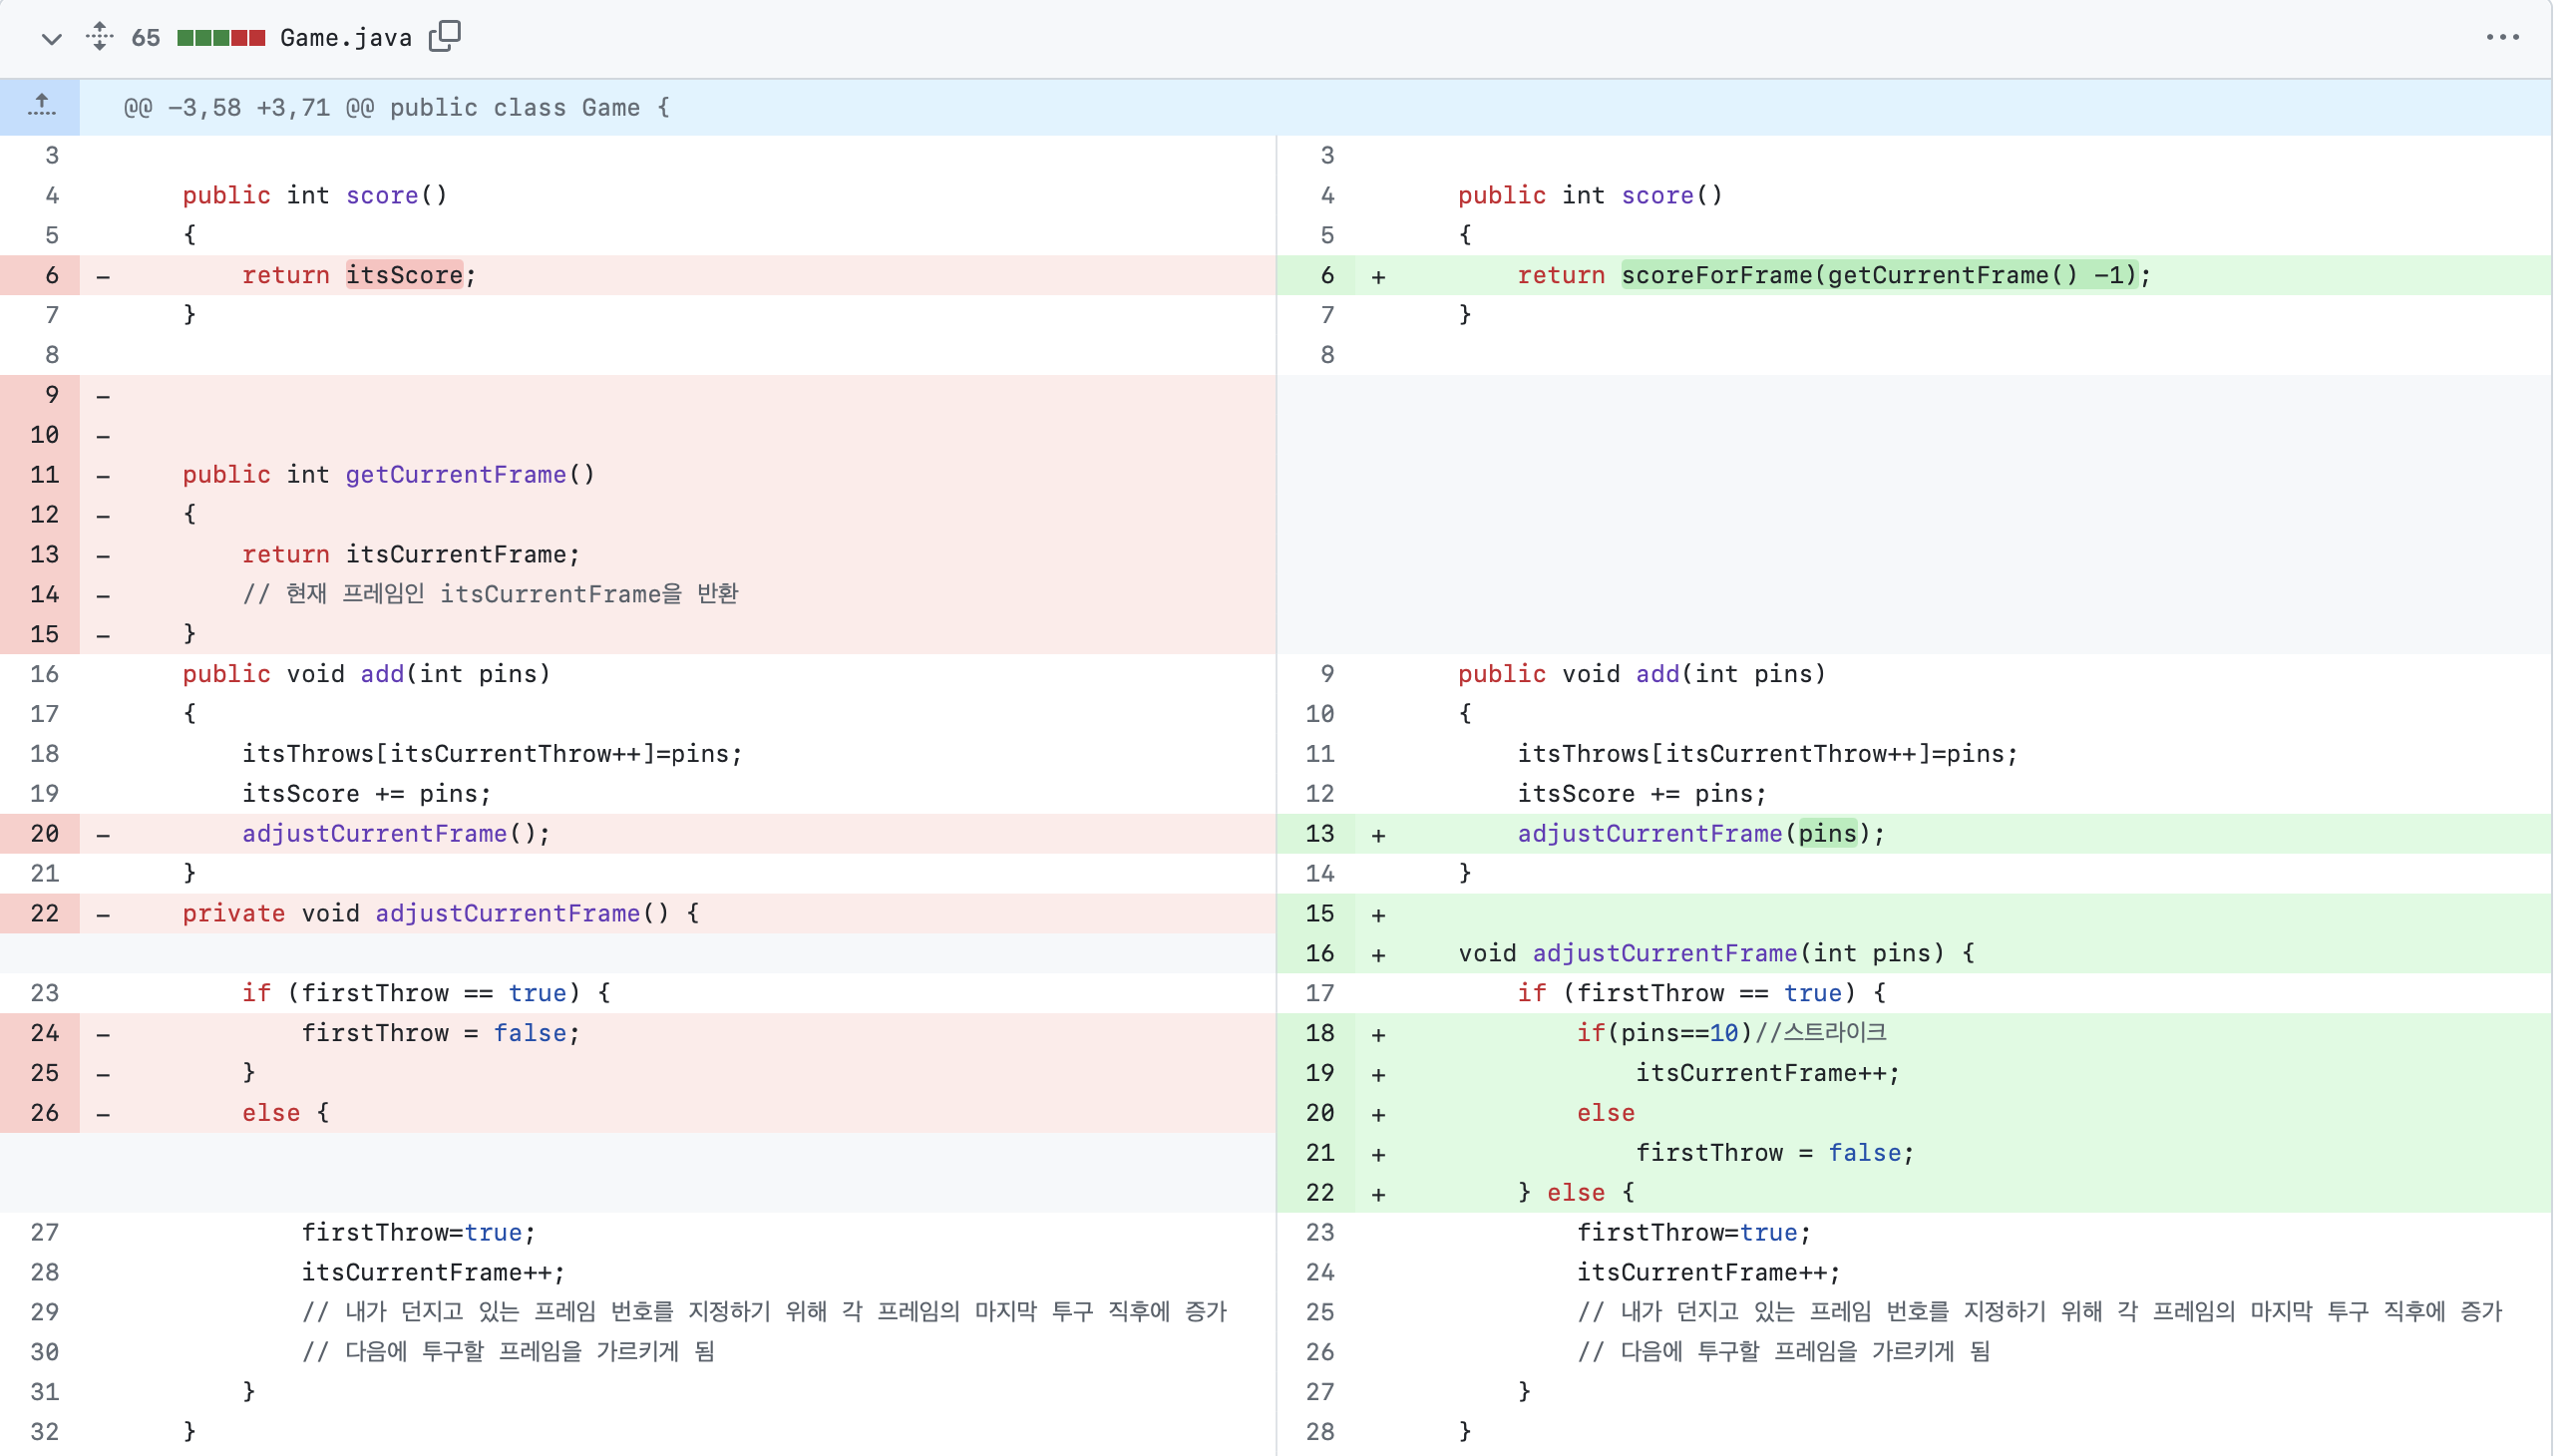 65 Game.java
@@ -3,58 +3,71 @@ public class Game {
3
4 public int score()
5 {
6 - return itsScore;
7 }
8
9 -
10 -
11 - public int getCurrentFrame()
12 - {
13 - return itsCurrentFrame;
14 - // 현재 프레임인 itsCurrentFrame을 반환
15 - }
16 public void add(int pins)
17 {
18 itsThrows[itsCurrentThrow++]=pins;
19 itsScore += pins;
20 - adjustCurrentFrame();
21 }
22 - private void adjustCurrentFrame() {
23 if (firstThrow == true) {
24 - firstThrow = false;
25 - }
26 - else {
27 firstThrow=true;
28 itsCurrentFrame++;
29 // 내가 던지고 있는 프레임 번호를 지정하기 위해 각 프레임의 마지막 투구 직후에 증가
30 // 다음에 투구할 프레임을 가르키게 됨
31 }
32 }
3
4 public int score()
5 {
6 + return scoreForFrame(getCurrentFrame() -1);
7 }
8
9 public void add(int pins)
10 {
11 itsThrows[itsCurrentThrow++]=pins;
12 itsScore += pins;
13 + adjustCurrentFrame(pins);
14 }
15 +
16 + void adjustCurrentFrame(int pins) {
17 if (firstThrow == true) {
18 + if(pins==10)//스트라이크
19 + itsCurrentFrame++;
20 + else
21 + firstThrow = false;
22 + } else {
23 firstThrow=true;
24 itsCurrentFrame++;
25 // 내가 던지고 있는 프레임 번호를 지정하기 위해 각 프레임의 마지막 투구 직후에 증가
26 // 다음에 투구할 프레임을 가르키게 됨
27 }
28 }